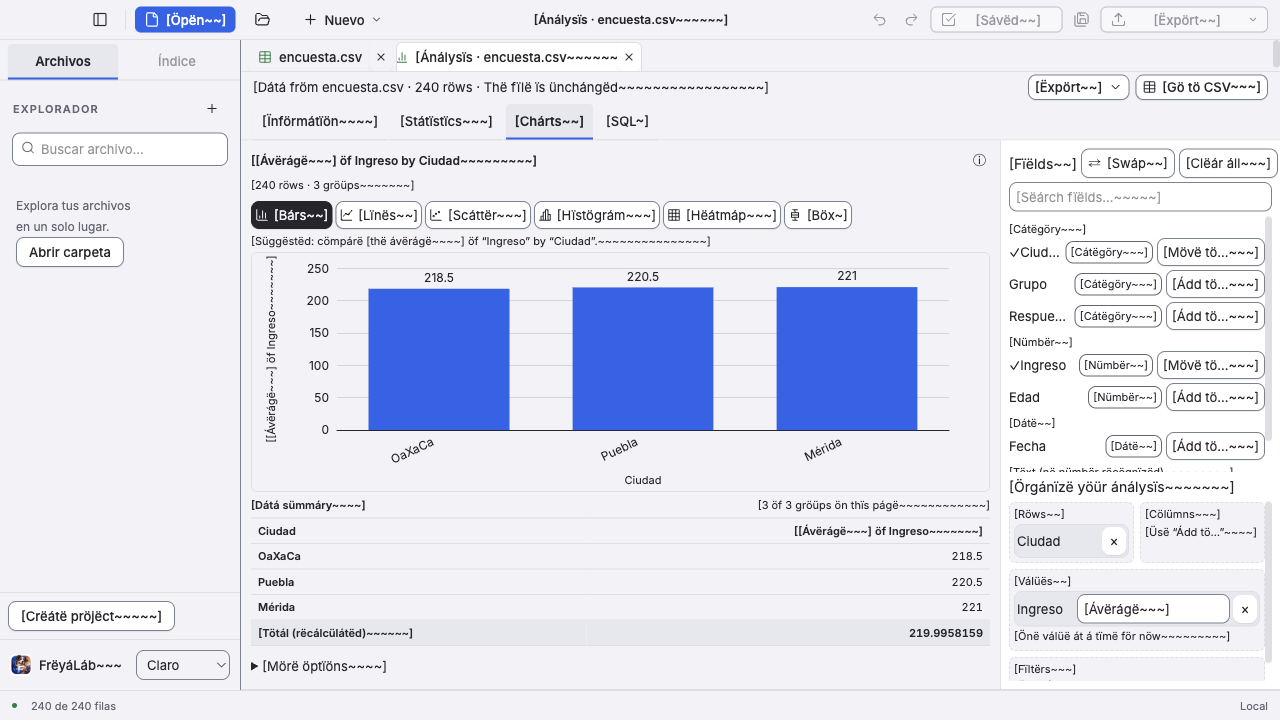 [Öpën~~]
Nuevo
[Ánálysïs · encuesta.csv~~~~~~]
[Sávëd~~]
[Ëxpört~~]
Archivos
Índice
encuesta.csv
[Ánálysïs · encuesta.csv~~~~~~
[Dátá fröm encuesta.csv · 240 röws · Thë fïlë ïs ünchángëd~~~~~~~~~~~~~~~~~]
[Ëxpört~~]
[Gö tö CSV~~~]
EXPLORADOR
Buscar archivo...
Explora tus archivos
en un solo lugar.
Abrir carpeta
[Ïnförmátïön~~~~]
[Státïstïcs~~~]
[Chárts~~]
[SQL~]
[[Ávërágë~~~] öf Ingreso by Ciudad~~~~~~~~~]
[240 röws · 3 gröüps~~~~~~~]
[Bárs~~]
[Lïnës~~]
[Scáttër~~]
[Hïstögrám~~~]
[Hëátmáp~~~]
[Böx~]
[Süggëstëd: cömpárë [thë ávërágë~~~~] öf “Ingreso” by “Ciudad”.~~~~~~~~~~~~~~~]
[[Ávërágë~~~] öf Ingreso~~~~~~~]
250
200
150
100
50
0
218.5
220.5
221
OaXaCa
Puebla
Mérida
Ciudad
[Dátá sümmáry~~~~]
[3 öf 3 gröüps ön thïs págë~~~~~~~~~~~~]
Ciudad
[[Ávërágë~~~] öf Ingreso~~~~~~~]
OaXaCa
218.5
Puebla
220.5
Mérida
221
[Tötál (rëcálcülátëd)~~~~~~]
219.9958159
[Mörë öptïöns~~~~]
[Fïëlds~~]
[Swáp~~]
[Clëár áll~~~]
[Sëárch fïëlds...~~~~~]
[Cátëgöry~~~]
✓Ciud...
[Cátëgöry~~~]
[Mövë tö...~~~]
Grupo
[Cátëgöry~~~]
[Ádd tö...~~~]
Respue...
[Cátëgöry~~~]
[Ádd tö...~~~]
[Nümbër~~]
✓Ingreso
[Nümbër~~]
[Mövë tö...~~~]
Edad
[Nümbër~~]
[Ádd tö...~~~]
[Dátë~~]
Fecha
[Dátë~~]
[Ádd tö...~~~]
[Örgánïzë yöür ánálysïs~~~~~~~]
[Röws~~]
Ciudad
×
[Cölümns~~~]
[Üsë “Ádd tö...”~~~~]
[Válüës~~]
Ingreso
[Ávërágë~~~]
×
[Önë válüë át á tïmë för nöw~~~~~~~~~]
[Fïltërs~~~]
[Crëátë pröjëct~~~~~]
FrëyáLáb~~~
Claro
240 de 240 filas
Local